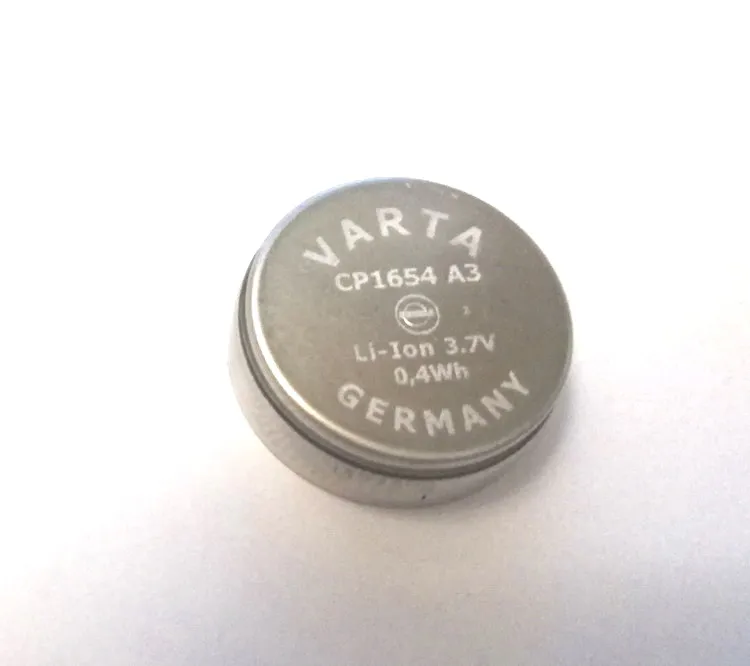 VARTA
CP1654 A3
Li-Ion 3.7V
0,4Wh
GERMANY